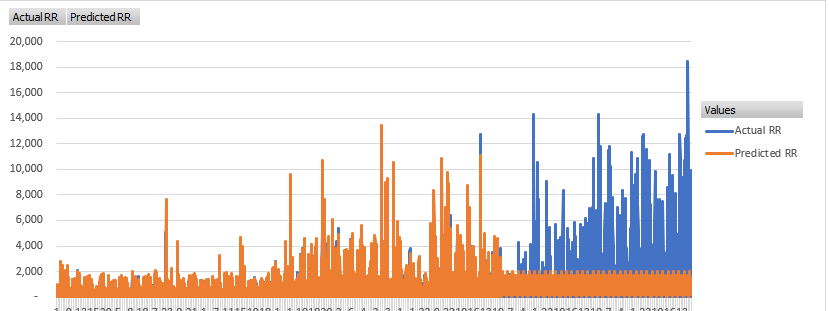 Actual RR Predicted RR
20,000
18,000
16,000
14,000
12,000
10,000
8,000
6,000
4,000
2,000
-
Values
Actual RR
Predicted RR